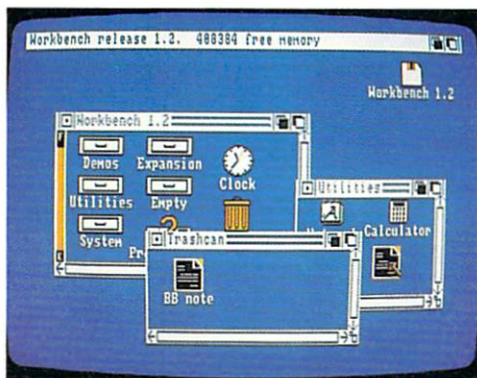 Workbench release 1.2. 408304 free memory
Workbench 1.2
Workbench 1.2
Demos
Expansion
Clock
Utilities
Empty
System
Utilities
Calculator
Trashcan
BB note